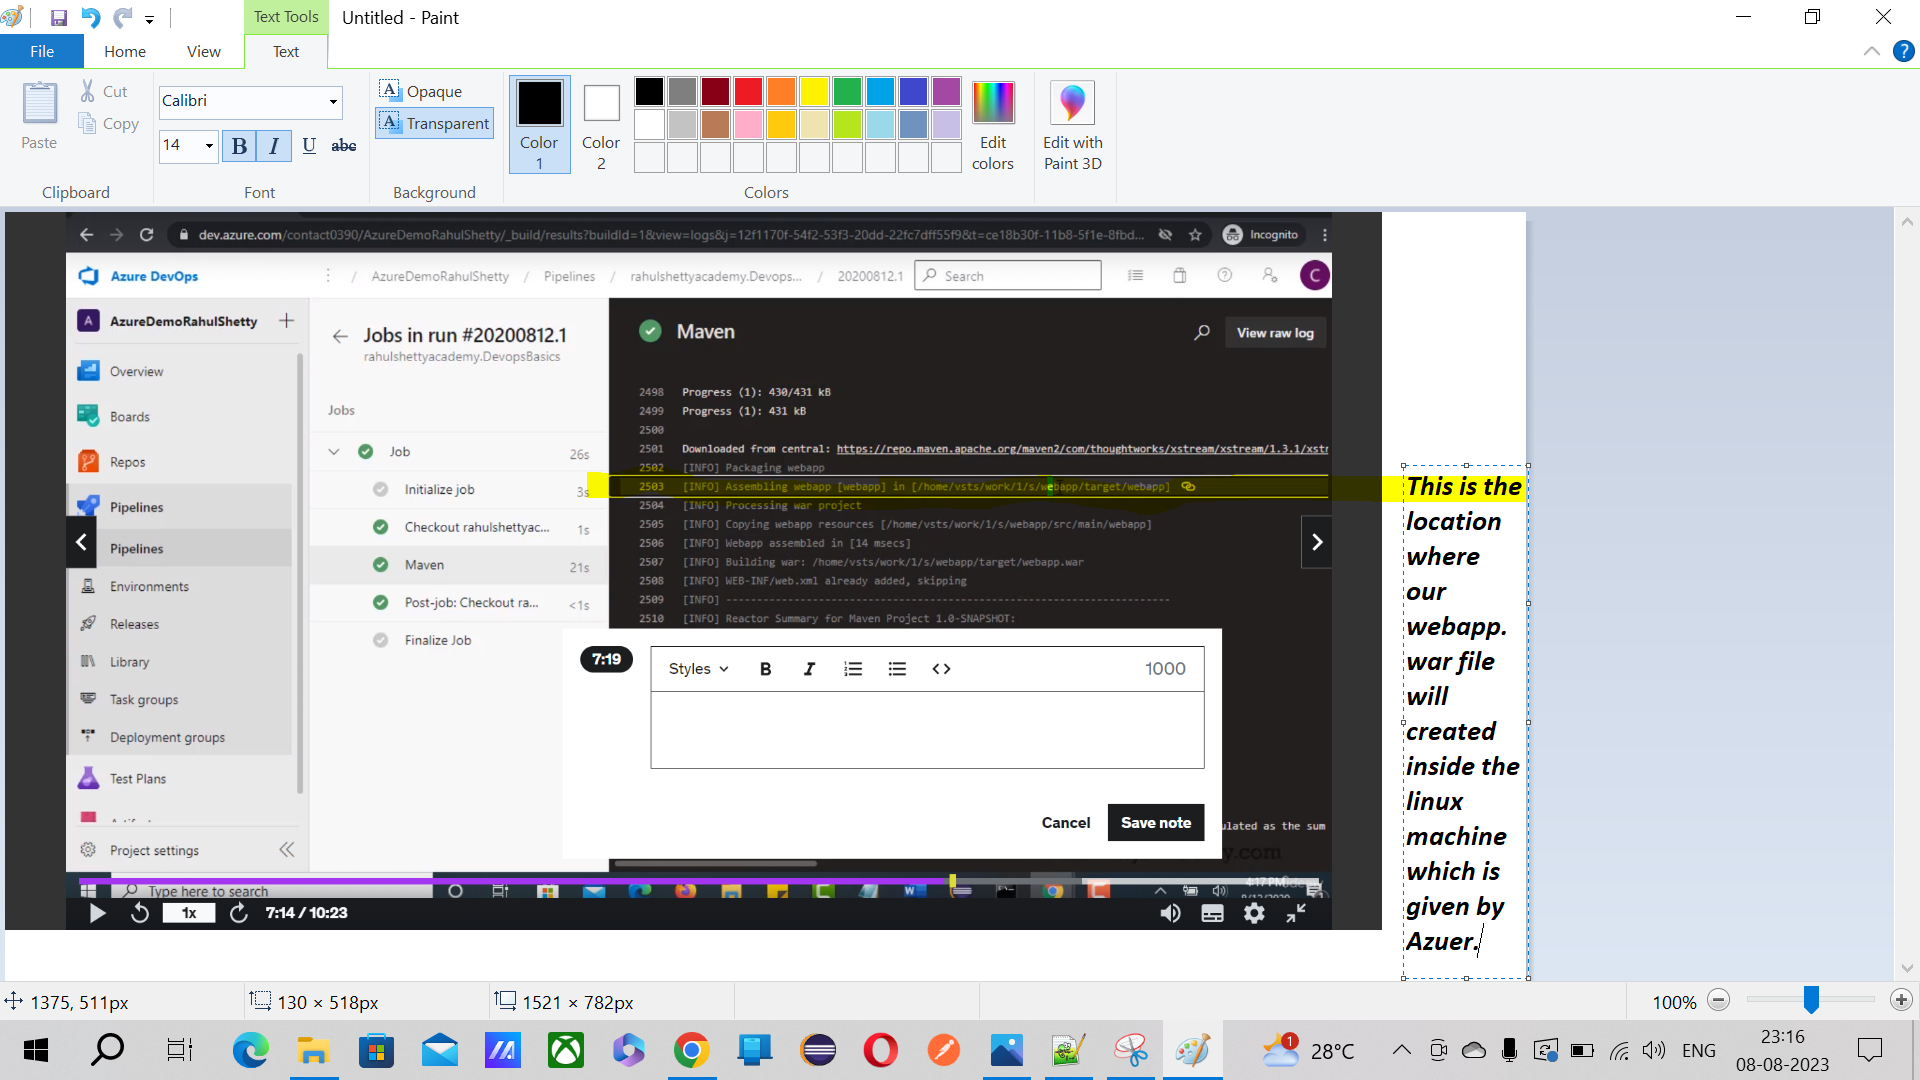 Text Tools
Untitled - Paint
File
Home
View
Text
Paste
Cut
Copy
Clipboard
Calibri
14
B
I
U
abc
Font
Opaque
Transparent
Background
Color 1
Color 2
Edit colors
Colors
Edit with Paint 3D
dev.azure.com/contact0390/AzureDemoRahulShetty/_build/results?buildId=1&view=logs&j=12f1170f-54f2-53f3-20dd-22fc7dff55f9&t=ce18b30f-11b8-5f1e-8fbd...
Incognito
Azure DevOps
/ AzureDemoRahulShetty / Pipelines / rahulshettyacademy.Devops... / 20200812.1
Search
C
A
AzureDemoRahulShetty
Overview
Boards
Repos
Pipelines
Pipelines
Environments
Releases
Library
Task groups
Deployment groups
Test Plans
Project settings
Jobs in run #20200812.1
rahulshettyacademy.DevopsBasics
Jobs
Job 26s
Initialize job 3s
Checkout rahulshettyac... 1s
Maven 21s
Post-job: Checkout ra... <1s
Finalize Job
Maven
View raw log
2498 Progress (1): 430/431 kB
2499 Progress (1): 431 kB
2500
2501 Downloaded from central: https://repo.maven.apache.org/maven2/com/thoughtworks/xstream/xstream/1.3.1/xstr
2502 [INFO] Packaging webapp
2503 [INFO] Assembling webapp [webapp] in [/home/vsts/work/1/s/webapp/target/webapp]
2504 [INFO] Processing war project
2505 [INFO] Copying webapp resources [/home/vsts/work/1/s/webapp/src/main/webapp]
2506 [INFO] Webapp assembled in [14 msecs]
2507 [INFO] Building war: /home/vsts/work/1/s/webapp/target/webapp.war
2508 [INFO] WEB-INF/web.xml already added, skipping
2509 [INFO] ------------------------------------------------------------------------
2510 [INFO] Reactor Summary for Maven Project 1.0-SNAPSHOT:
7:19
Styles
B
I
1000
Cancel
Save note
ulated as the sum
Type here to search
4:17 PM
1x
7:14 / 10:23
This is the
location
where
our
webapp.
war file
will
created
inside the
linux
machine
which is
given by
Azuer.
1375, 511px
130 × 518px
1521 × 782px
100%
1
28°C
ENG
23:16
08-08-2023